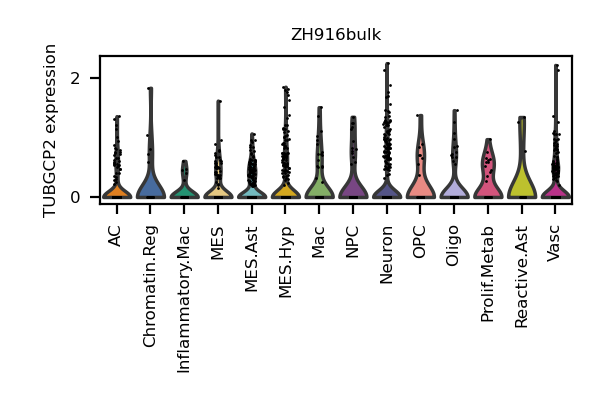 ZH916bulk
TUBGCP2 expression
2
0
AC
Chromatin.Reg
Inflammatory.Mac
MES
MES.Ast
MES.Hyp
Mac
NPC
Neuron
OPC
Oligo
Prolif.Metab
Reactive.Ast
Vasc